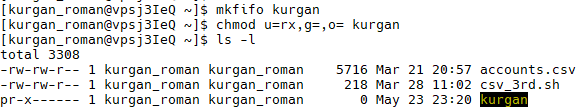 [kurgan_roman@vpsj3IeQ ~]$ mkfifo kurgan
[kurgan_roman@vpsj3IeQ ~]$ chmod u=rx,g=,o= kurgan
[kurgan_roman@vpsj3IeQ ~]$ ls -l
total 3308
-rw-rw-r-- 1 kurgan_roman kurgan_roman    5716 Mar 21 20:57 accounts.csv
-rw-rw-r-- 1 kurgan_roman kurgan_roman     218 Mar 28 11:02 csv_3rd.sh
pr-x------ 1 kurgan_roman kurgan_roman       0 May 23 23:20 kurgan